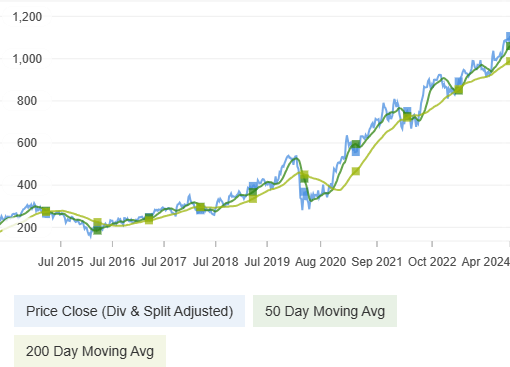 1,200
1,000
800
600
400
200
Jul 2015 Jul 2016 Jul 2017 Jul 2018 Jul 2019 Aug 2020 Sep 2021 Oct 2022 Apr 2024
Price Close (Div & Split Adjusted) 50 Day Moving Avg
200 Day Moving Avg